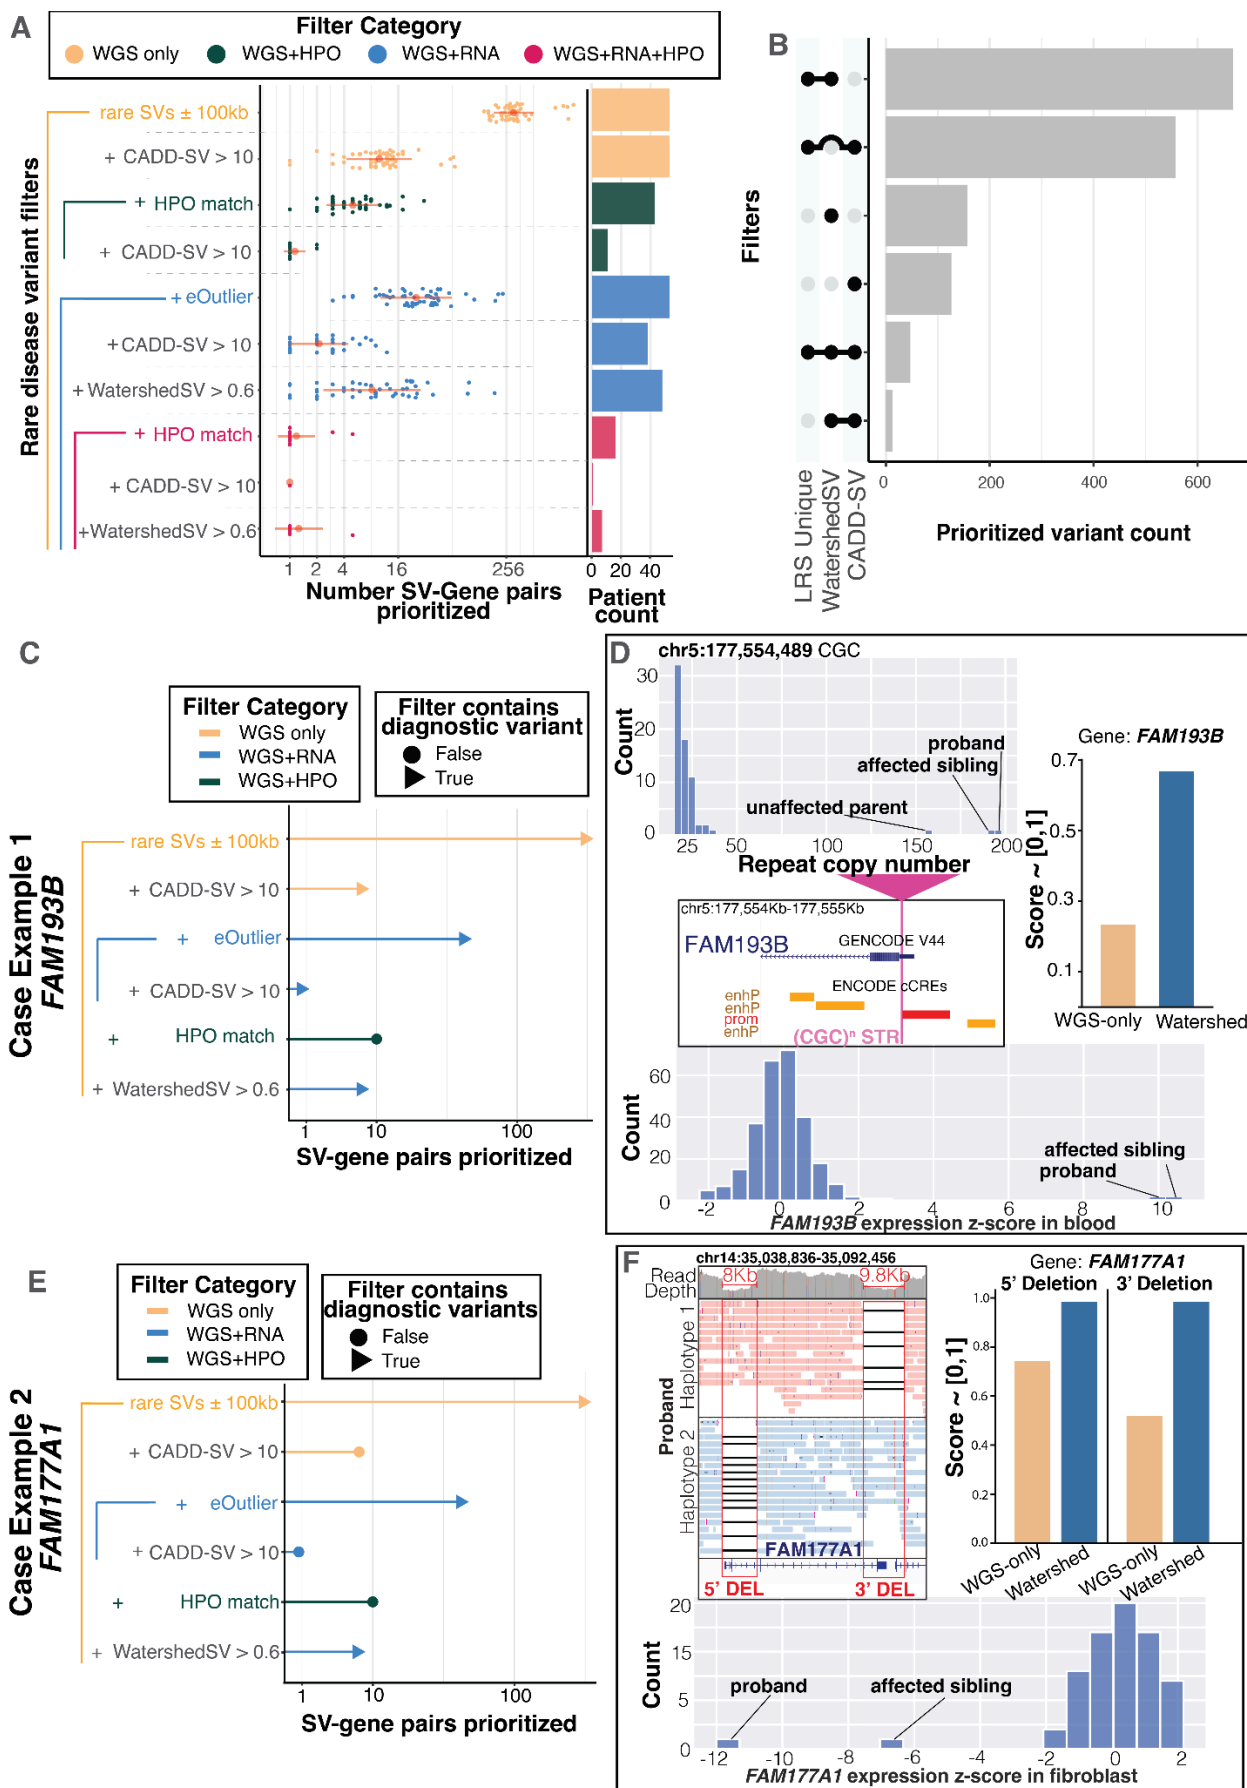 A
Filter Category
WGS only
WGS+HPO
WGS+RNA
WGS+RNA+HPO
Rare disease variant filters
rare SVs ± 100kb
+ CADD-SV > 10
+ HPO match
+ CADD-SV > 10
+ eOutlier
+ CADD-SV > 10
+ WatershedSV > 0.6
+ HPO match
+ CADD-SV > 10
+WatershedSV > 0.6
1 2 4 16 256
Number SV-Gene pairs
prioritized
0 20 40
Patient
count
B
Filters
LRS Unique
WatershedSV
CADD-SV
0 200 400 600
Prioritized variant count
C
Filter Category
WGS only
WGS+RNA
WGS+HPO
Filter contains
diagnostic variant
False
True
Case Example 1
FAM193B
rare SVs ± 100kb
+ CADD-SV > 10
+ eOutlier
+ CADD-SV > 10
+ HPO match
+ WatershedSV > 0.6
1 10 100
SV-gene pairs prioritized
D
chr5:177,554,489 CGC
30
20
10
0
Count
proband
affected sibling
unaffected parent
25 50 100 150 200
Repeat copy number
Gene: FAM193B
0.7
0.5
0.3
0.1
Score ~ [0,1]
WGS-only Watershed
chr5:177,554Kb-177,555Kb
FAM193B
GENCODE V44
ENCODE cCREs
enhP
enhP
prom
enhP
(CGC)ⁿ STR
60
40
20
0
Count
affected sibling
proband
-2 0 2 4 6 8 10
FAM193B expression z-score in blood
E
Filter Category
WGS only
WGS+RNA
WGS+HPO
Filter contains
diagnostic variants
False
True
Case Example 2
FAM177A1
rare SVs ± 100kb
+ CADD-SV > 10
+ eOutlier
+ CADD-SV > 10
+ HPO match
+ WatershedSV > 0.6
1 10 100
SV-gene pairs prioritized
F
chr14:35,038,836-35,092,456
Read
Depth
8Kb
9.8Kb
Proband
Haplotype 1
Haplotype 2
FAM177A1
5' DEL
3' DEL
Gene: FAM177A1
5' Deletion 3' Deletion
1.0
0.8
0.6
0.4
0.2
0.0
Score ~ [0,1]
WGS-only
Watershed
WGS-only
Watershed
20
15
5
0
Count
proband
affected sibling
-12 -10 -8 -6 -4 -2 0 2
FAM177A1 expression z-score in fibroblast